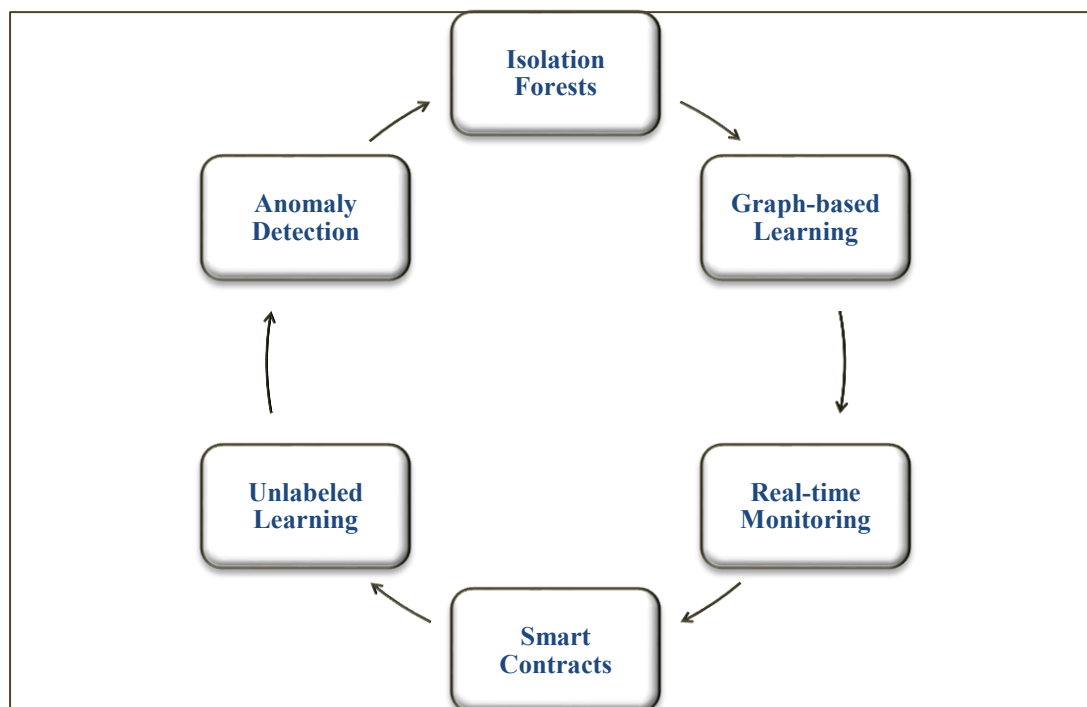 Isolation
Forests
Graph-based
Learning
Real-time
Monitoring
Smart
Contracts
Unlabeled
Learning
Anomaly
Detection